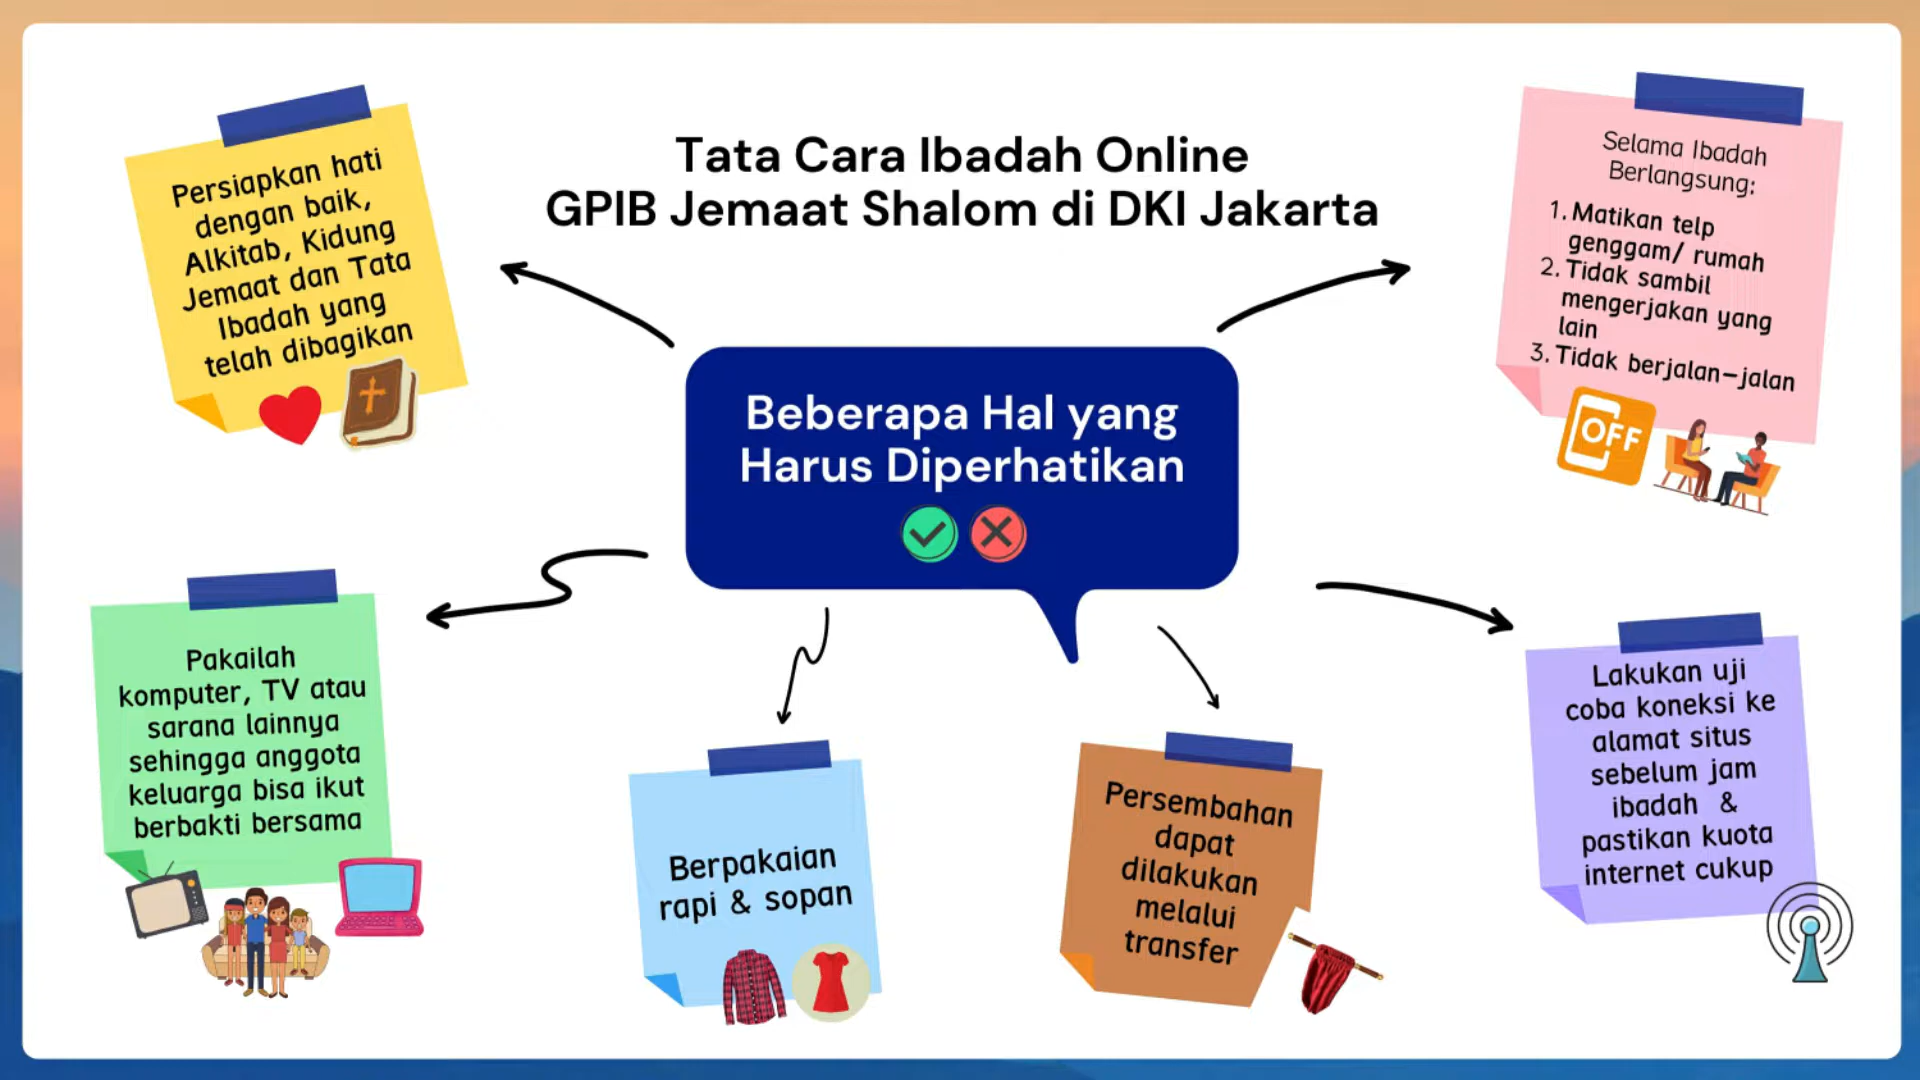 Tata Cara Ibadah Online
GPIB Jemaat Shalom di DKI Jakarta
Persiapkan hati
dengan baik,
Alkitab, Kidung
Jemaat dan Tata
Ibadah yang
telah dibagikan
Selama Ibadah
Berlangsung:
1. Matikan telp
genggam/ rumah
2. Tidak sambil
mengerjakan yang
lain
3. Tidak berjalan-jalan
OFF
Beberapa Hal yang
Harus Diperhatikan
Pakailah
komputer, TV atau
sarana lainnya
sehingga anggota
keluarga bisa ikut
berbakti bersama
Berpakaian
rapi & sopan
Persembahan
dapat
dilakukan
melalui
transfer
Lakukan uji
coba koneksi ke
alamat situs
sebelum jam
ibadah &
pastikan kuota
internet cukup